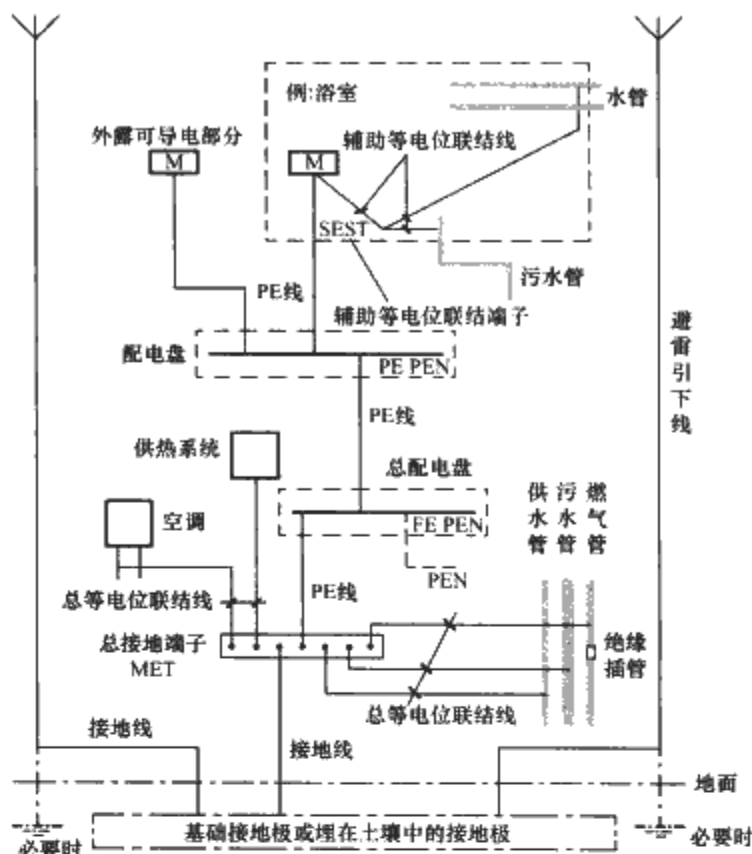 例:浴室
水管
外露可导电部分
辅助等电位联结线
M
M
SEST
污水管
PE线
辅助等电位联结端子
避雷引下线
配电盘
PE PEN
PE线
供热系统
总配电盘
供水管
污水管
燃气管
空调
FE PEN
PEN
总等电位联结线
PE线
总接地端子
MET
绝缘
插管
总等电位联结线
接地线
接地线
地面
基础接地极或埋在土壤中的接地极
必要时
必要时